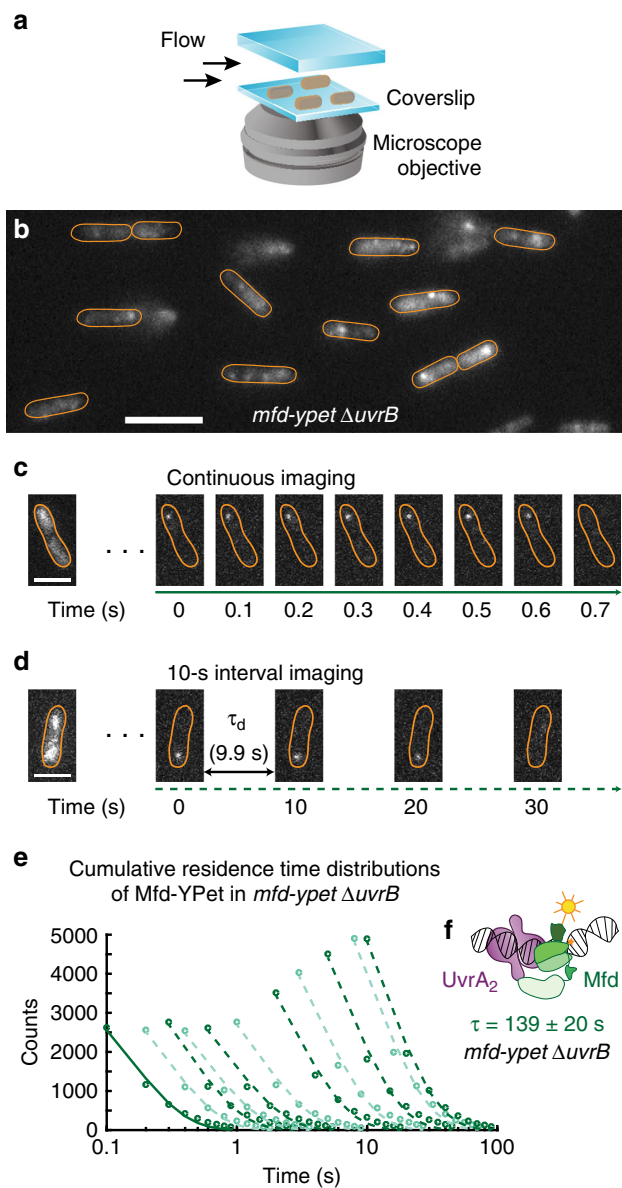 a
Flow
Coverslip
Microscope
objective
b
mfd-ypet ΔuvrB
c
Continuous imaging
. . .
Time (s)
0 0.1 0.2 0.3 0.4 0.5 0.6 0.7
d
10-s interval imaging
. . .
τd
(9.9 s)
Time (s)
0 10 20 30
e
Cumulative residence time distributions
of Mfd-YPet in mfd-ypet ΔuvrB
5000
4000
3000
2000
1000
0
Counts
0.1 1 10 100
Time (s)
f
UvrA2
Mfd
τ = 139 ± 20 s
mfd-ypet ΔuvrB